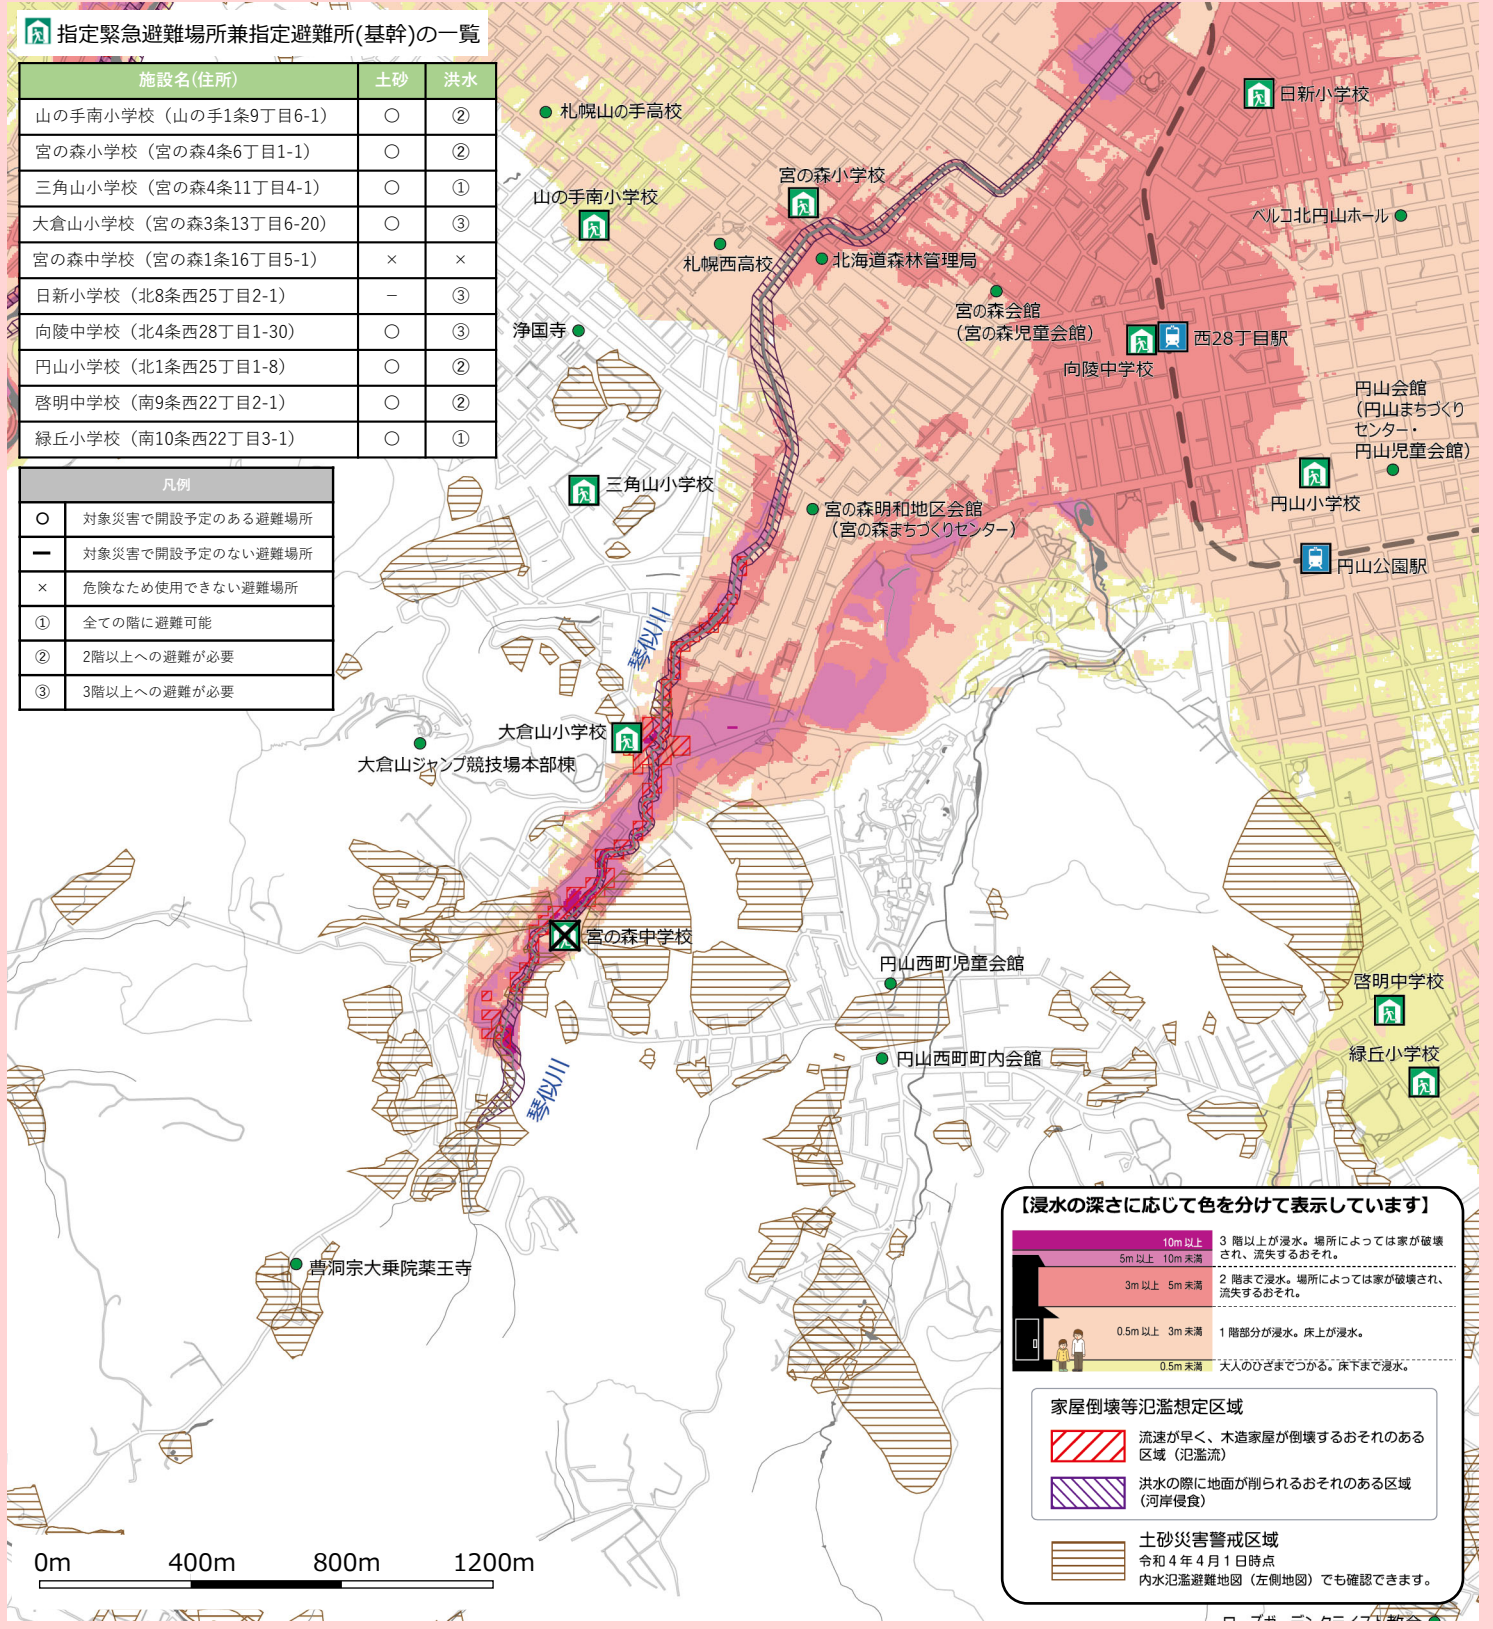 指定緊急避難場所兼指定避難所(基幹)の一覧
施設名(住所) 土砂 洪水
山の手南小学校（山の手1条9丁目6-1） ○ ②
宮の森小学校（宮の森4条6丁目1-1） ○ ②
三角山小学校（宮の森4条11丁目4-1） ○ ①
大倉山小学校（宮の森3条13丁目6-20） ○ ③
宮の森中学校（宮の森1条16丁目5-1） × ×
日新小学校（北8条西25丁目2-1） − ③
向陵中学校（北4条西28丁目1-30） ○ ③
円山小学校（北1条西25丁目1-8） ○ ②
啓明中学校（南9条西22丁目2-1） ○ ②
緑丘小学校（南10条西22丁目3-1） ○ ①
凡例
○ 対象災害で開設予定のある避難場所
ー 対象災害で開設予定のない避難場所
× 危険なため使用できない避難場所
① 全ての階に避難可能
② 2階以上への避難が必要
③ 3階以上への避難が必要
札幌山の手高校
日新小学校
宮の森小学校
山の手南小学校
ベルコ北円山ホール
札幌西高校
北海道森林管理局
宮の森会館
（宮の森児童会館）
浄国寺
西28丁目駅
向陵中学校
円山会館
（円山まちづくり
センター・
円山児童会館）
三角山小学校
円山小学校
宮の森明和地区会館
（宮の森まちづくりセンター）
円山公園駅
琴似川
大倉山小学校
大倉山ジャンプ競技場本部棟
宮の森中学校
円山西町児童会館
啓明中学校
円山西町町内会館
緑丘小学校
琴似川
曹洞宗大乗院薬王寺
【浸水の深さに応じて色を分けて表示しています】
10m以上 3 階以上が浸水。場所によっては家が破壊
され、流失するおそれ。
5m以上 10m未満
3m以上 5m未満 2 階まで浸水。場所によっては家が破壊され、
流失するおそれ。
0.5m以上 3m未満 1 階部分が浸水。床上が浸水。
0.5m未満 大人のひざまでつかる。床下まで浸水。
家屋倒壊等氾濫想定区域
流速が早く、木造家屋が倒壊するおそれのある
区域（氾濫流）
洪水の際に地面が削られるおそれのある区域
（河岸侵食）
土砂災害警戒区域
令和４年４月１日時点
内水氾濫避難地図（左側地図）でも確認できます。
0m 400m 800m 1200m